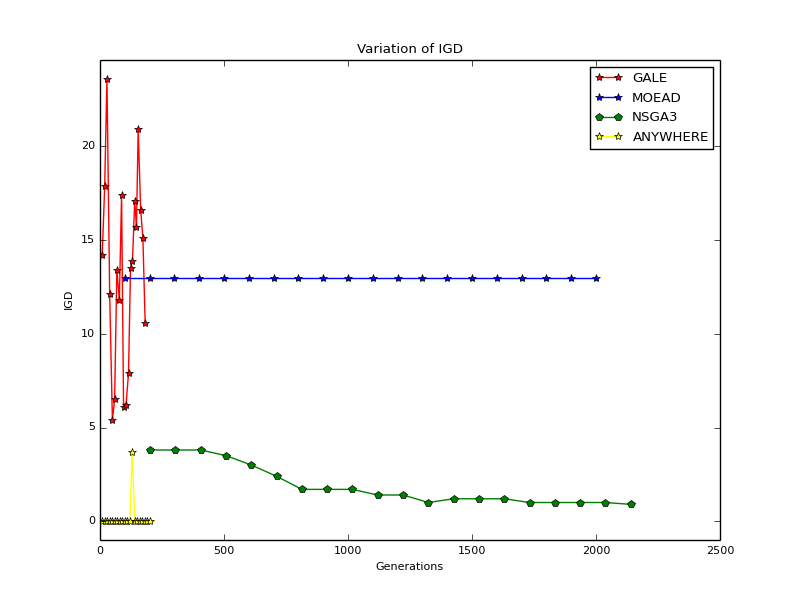 Variation of IGD
GALE
MOEAD
NSGA3
ANYWHERE
20
15
10
5
0
IGD
0 500 1000 1500 2000 2500
Generations